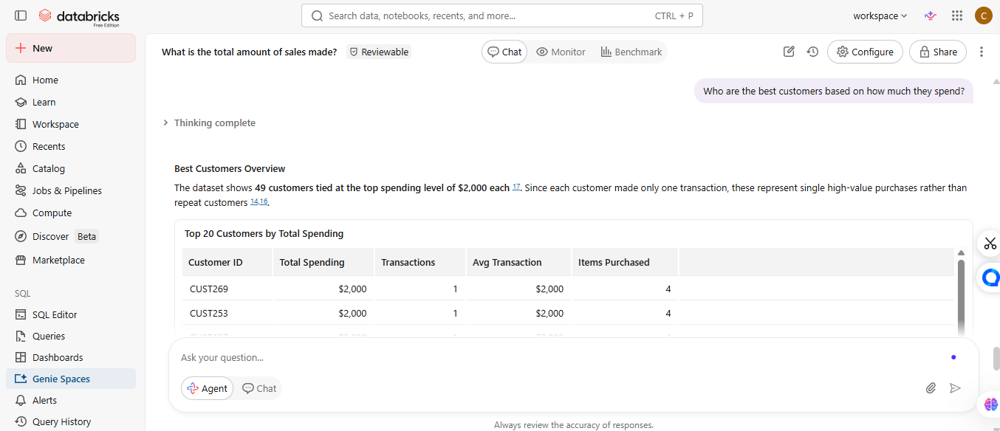 databricks
Free Edition
Search data, notebooks, recents, and more...
CTRL + P
workspace
C
New
Home
Learn
Workspace
Recents
Catalog
Jobs & Pipelines
Compute
Discover Beta
Marketplace
SQL
SQL Editor
Queries
Dashboards
Genie Spaces
Alerts
Query History
What is the total amount of sales made? Reviewable
Chat Monitor Benchmark
Configure Share
Who are the best customers based on how much they spend?
Thinking complete
Best Customers Overview
The dataset shows 49 customers tied at the top spending level of $2,000 each 17. Since each customer made only one transaction, these represent single high-value purchases rather than
repeat customers 14,16.
Top 20 Customers by Total Spending
Customer ID Total Spending Transactions Avg Transaction Items Purchased
CUST269 $2,000 1 $2,000 4
CUST253 $2,000 1 $2,000 4
Ask your question...
Agent Chat
Always review the accuracy of responses.